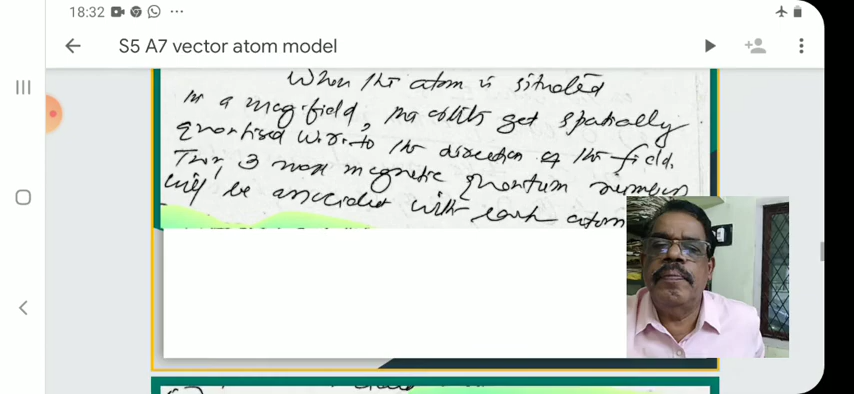 18:32
S5 A7 vector atom model
When the atom is situated
in a mag. field, the orbits get spatially
quantised w.r.to the direction of the field.
Then, 3 more magnetic quantum numbers
will be associated with each atom